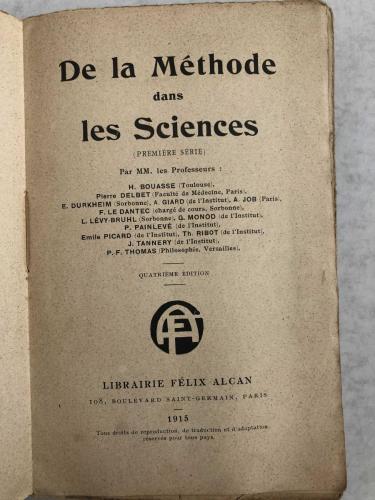 De la Méthode
dans
les Sciences
(PREMIÈRE SÉRIE)
Par MM. les Professeurs :
H. BOUASSE (Toulouse),
Pierre DELBET (Faculté de Médecine, Paris),
E. DURKHEIM (Sorbonne), A. GIARD (de l'Institut), A. JOB (Paris),
F. LE DANTEC (chargé de cours, Sorbonne),
L. LÉVY-BRUHL (Sorbonne), G. MONOD (de l'Institut),
P. PAINLEVÉ (de l'Institut),
Emile PICARD (de l'Institut), Th. RIBOT (de l'Institut),
J. TANNERY (de l'Institut),
P. F. THOMAS (Philosophie, Versailles).
QUATRIÈME ÉDITION
FA
LIBRAIRIE FÉLIX ALCAN
108, BOULEVARD SAINT-GERMAIN, PARIS
1915
Tous droits de reproduction, de traduction et d'adaptation
réservés pour tous pays.